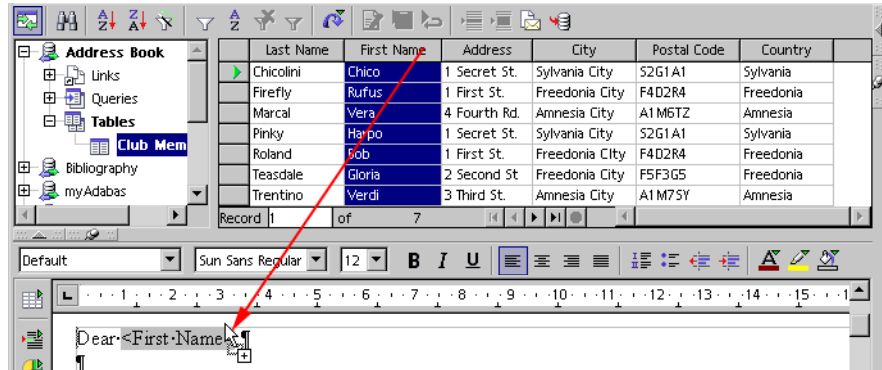 Address Book
Links
Queries
Tables
Club Mem
Bibliography
myAdabas
Last Name First Name Address City Postal Code Country
Chicolini Chico 1 Secret St. Sylvania City S2G1A1 Sylvania
Firefly Rufus 1 First St. Freedonia City F4D2R4 Freedonia
Marcal Vera 4 Fourth Rd. Amnesia City A1M6TZ Amnesia
Pinky Harpo 1 Secret St. Sylvania City S2G1A1 Sylvania
Roland Bob 1 First St. Freedonia CIty F4D2R4 Freedonia
Teasdale Gloria 2 Second St F5F3G5 Freedonia City Freedonia
Trentino Verdi 3 Third St. Amnesia City A1M7SY Amnesia
Record 1 of 7
Default Sun Sans Regular 12 B I U A
1 2 3 4 5 6 7 8 9 10 11 12 13 14 15 1
Dear <First Name